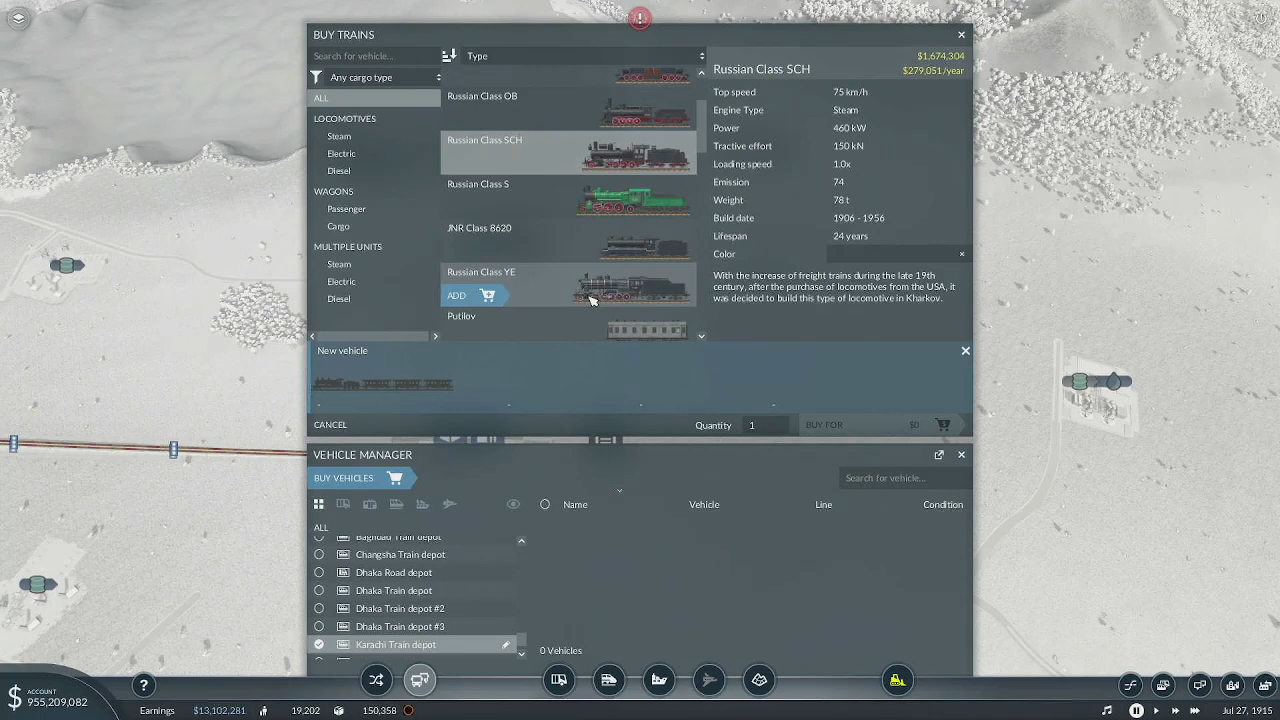 BUY TRAINS
Search for vehicle...
Type
Any cargo type
ALL
LOCOMOTIVES
Steam
Electric
Diesel
WAGONS
Passenger
Cargo
MULTIPLE UNITS
Steam
Electric
Diesel
Russian Class OB
Russian Class SCH
Russian Class S
JNR Class 8620
Russian Class YE
ADD
Putilov
$1,674,304
$279,051/year
Russian Class SCH
Top speed 75 km/h
Engine Type Steam
Power 460 kW
Tractive effort 150 kN
Loading speed 1.0x
Emission 74
Weight 78 t
Build date 1906 - 1956
Lifespan 24 years
Color
With the increase of freight trains during the late 19th
century, after the purchase of locomotives from the USA, it
was decided to build this type of locomotive in Kharkov.
New vehicle
CANCEL
Quantity 1
BUY FOR $0
VEHICLE MANAGER
BUY VEHICLES
Search for vehicle...
Name Vehicle Line Condition
ALL
Baghdad Train depot
Changsha Train depot
Dhaka Road depot
Dhaka Train depot
Dhaka Train depot #2
Dhaka Train depot #3
Karachi Train depot
0 Vehicles
$ ACCOUNT
955,209,082
?
Earnings $13,102,281 19,202 150,358
Jul 27, 1915